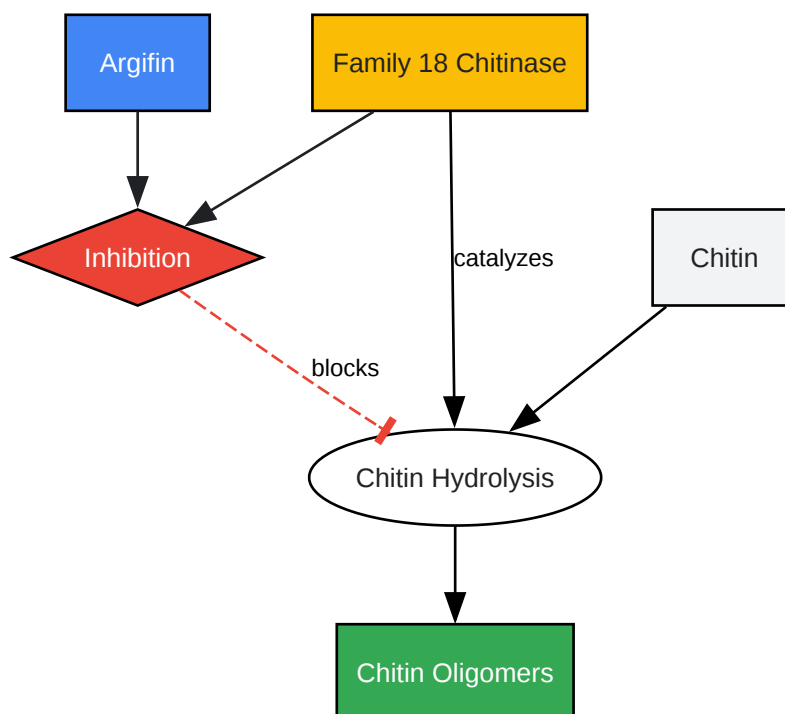 Argifin
Family 18 Chitinase
Inhibition
catalyzes
Chitin
blocks
Chitin Hydrolysis
Chitin Oligomers